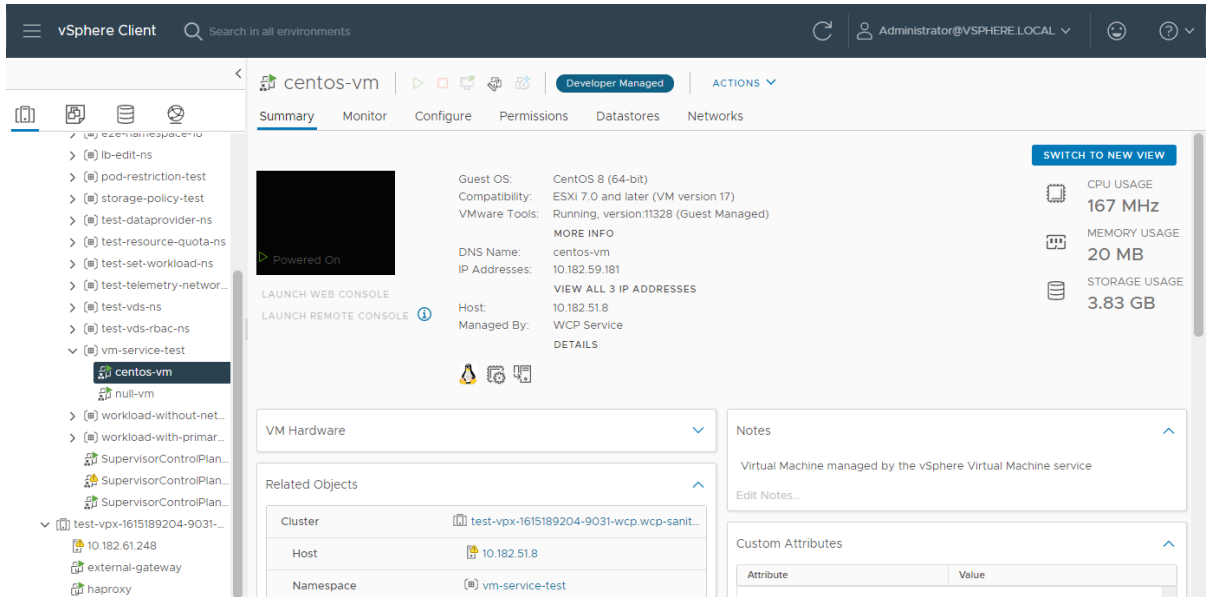 vSphere Client
Search in all environments
Administrator@VSPHERE.LOCAL
centos-vm
Developer Managed
ACTIONS
Summary Monitor Configure Permissions Datastores Networks
lb-edit-ns
pod-restriction-test
storage-policy-test
test-dataprovider-ns
test-resource-quota-ns
test-set-workload-ns
test-telemetry-networ...
test-vds-ns
test-vds-rbac-ns
vm-service-test
centos-vm
null-vm
workload-without-net...
workload-with-primar...
SupervisorControlPlan...
SupervisorControlPlan...
SupervisorControlPlan...
test-vpx-1615189204-9031-...
10.182.61.248
external-gateway
haproxy
SWITCH TO NEW VIEW
Powered On
LAUNCH WEB CONSOLE
LAUNCH REMOTE CONSOLE
Guest OS: CentOS 8 (64-bit)
Compatibility: ESXi 7.0 and later (VM version 17)
VMware Tools: Running, version:11328 (Guest Managed)
MORE INFO
DNS Name: centos-vm
IP Addresses: 10.182.59.181
VIEW ALL 3 IP ADDRESSES
Host: 10.182.51.8
Managed By: WCP Service
DETAILS
CPU USAGE
167 MHz
MEMORY USAGE
20 MB
STORAGE USAGE
3.83 GB
VM Hardware
Related Objects
Cluster test-vpx-1615189204-9031-wcp.wcp-sanit...
Host 10.182.51.8
Namespace vm-service-test
Notes
Virtual Machine managed by the vSphere Virtual Machine service
Edit Notes...
Custom Attributes
Attribute Value